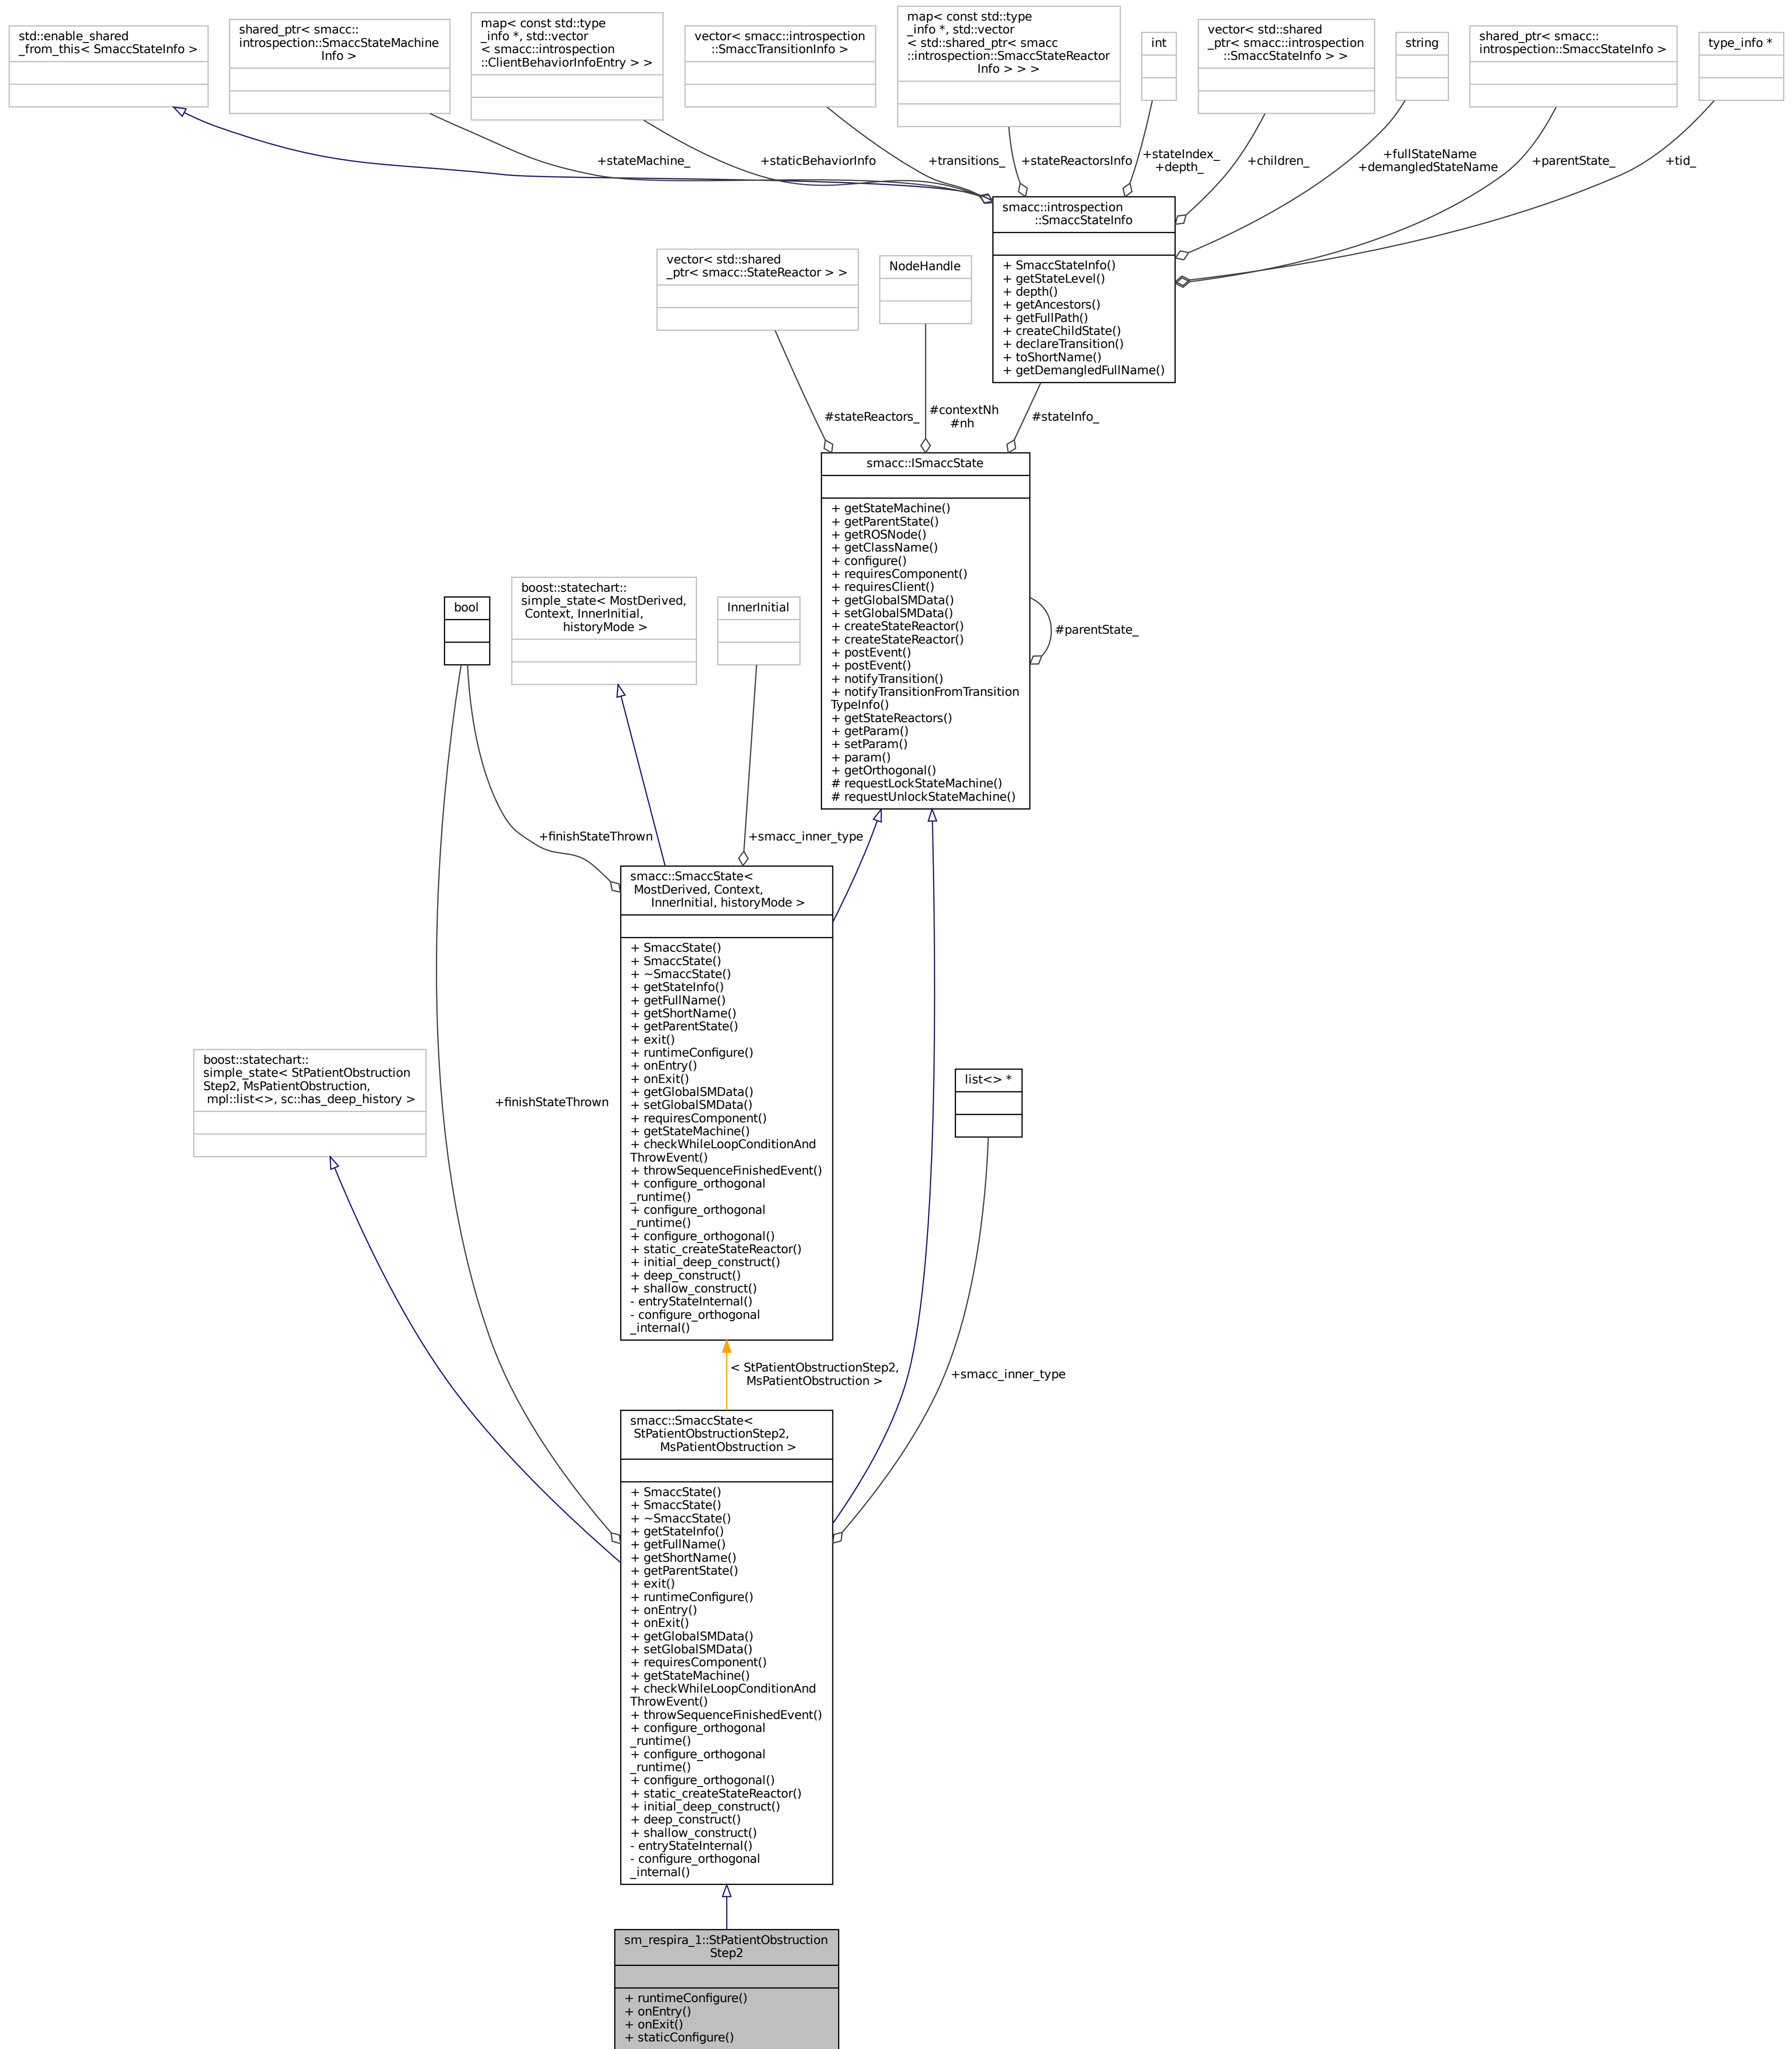 std::enable_shared
_from_this< SmaccStateInfo >
shared_ptr< smacc::
introspection::SmaccStateMachine
Info >
map< const std::type
_info *, std::vector
< smacc::introspection
::ClientBehaviorInfoEntry > >
vector< smacc::introspection
::SmaccTransitionInfo >
map< const std::type
_info *, std::vector
< std::shared_ptr< smacc
::introspection::SmaccStateReactor
Info > > >
int
vector< std::shared
_ptr< smacc::introspection
::SmaccStateInfo > >
string
shared_ptr< smacc::
introspection::SmaccStateInfo >
type_info *
+stateMachine_
+staticBehaviorInfo
+transitions_
+stateReactorsInfo
+stateIndex_
+depth_
+children_
+fullStateName
+demangledStateName
+parentState_
+tid_
smacc::introspection
::SmaccStateInfo
+ SmaccStateInfo()
+ getStateLevel()
+ depth()
+ getAncestors()
+ getFullPath()
+ createChildState()
+ declareTransition()
+ toShortName()
+ getDemangledFullName()
vector< std::shared
_ptr< smacc::StateReactor > >
NodeHandle
#stateReactors_
#contextNh
#nh
#stateInfo_
smacc::ISmaccState
+ getStateMachine()
+ getParentState()
+ getROSNode()
+ getClassName()
+ configure()
+ requiresComponent()
+ requiresClient()
+ getGlobalSMData()
+ setGlobalSMData()
+ createStateReactor()
+ createStateReactor()
+ postEvent()
+ postEvent()
+ notifyTransition()
+ notifyTransitionFromTransition
TypeInfo()
+ getStateReactors()
+ getParam()
+ setParam()
+ param()
+ getOrthogonal()
# requestLockStateMachine()
# requestUnlockStateMachine()
#parentState_
bool
boost::statechart::
simple_state< MostDerived,
Context, InnerInitial,
historyMode >
InnerInitial
+finishStateThrown
+smacc_inner_type
smacc::SmaccState<
MostDerived, Context,
InnerInitial, historyMode >
+ SmaccState()
+ SmaccState()
+ ~SmaccState()
+ getStateInfo()
+ getFullName()
+ getShortName()
+ getParentState()
+ exit()
+ runtimeConfigure()
+ onEntry()
+ onExit()
+ getGlobalSMData()
+ setGlobalSMData()
+ requiresComponent()
+ getStateMachine()
+ checkWhileLoopConditionAnd
ThrowEvent()
+ throwSequenceFinishedEvent()
+ configure_orthogonal
_runtime()
+ configure_orthogonal
_runtime()
+ configure_orthogonal()
+ static_createStateReactor()
+ initial_deep_construct()
+ deep_construct()
+ shallow_construct()
- entryStateInternal()
- configure_orthogonal
_internal()
boost::statechart::
simple_state< StPatientObstruction
Step2, MsPatientObstruction,
mpl::list<>, sc::has_deep_history >
+finishStateThrown
list<> *
< StPatientObstructionStep2,
MsPatientObstruction >
+smacc_inner_type
smacc::SmaccState<
StPatientObstructionStep2,
MsPatientObstruction >
+ SmaccState()
+ SmaccState()
+ ~SmaccState()
+ getStateInfo()
+ getFullName()
+ getShortName()
+ getParentState()
+ exit()
+ runtimeConfigure()
+ onEntry()
+ onExit()
+ getGlobalSMData()
+ setGlobalSMData()
+ requiresComponent()
+ getStateMachine()
+ checkWhileLoopConditionAnd
ThrowEvent()
+ throwSequenceFinishedEvent()
+ configure_orthogonal
_runtime()
+ configure_orthogonal
_runtime()
+ configure_orthogonal()
+ static_createStateReactor()
+ initial_deep_construct()
+ deep_construct()
+ shallow_construct()
- entryStateInternal()
- configure_orthogonal
_internal()
sm_respira_1::StPatientObstruction
Step2
+ runtimeConfigure()
+ onEntry()
+ onExit()
+ staticConfigure()